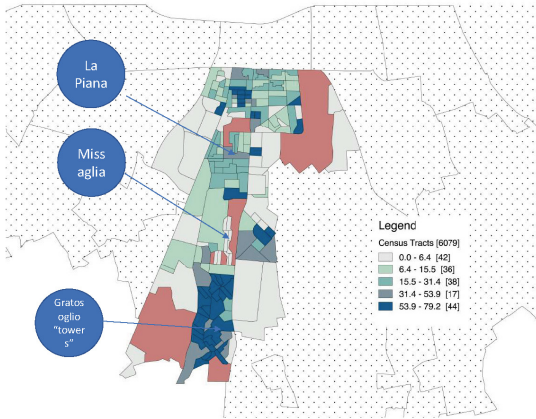 La
Piana
Miss
aglia
Gratos
oglio
“tower
s”
Legend
Census Tracts [6079]
0.0 - 6.4 [42]
6.4 - 15.5 [36]
15.5 - 31.4 [38]
31.4 - 53.9 [17]
53.9 - 79.2 [44]